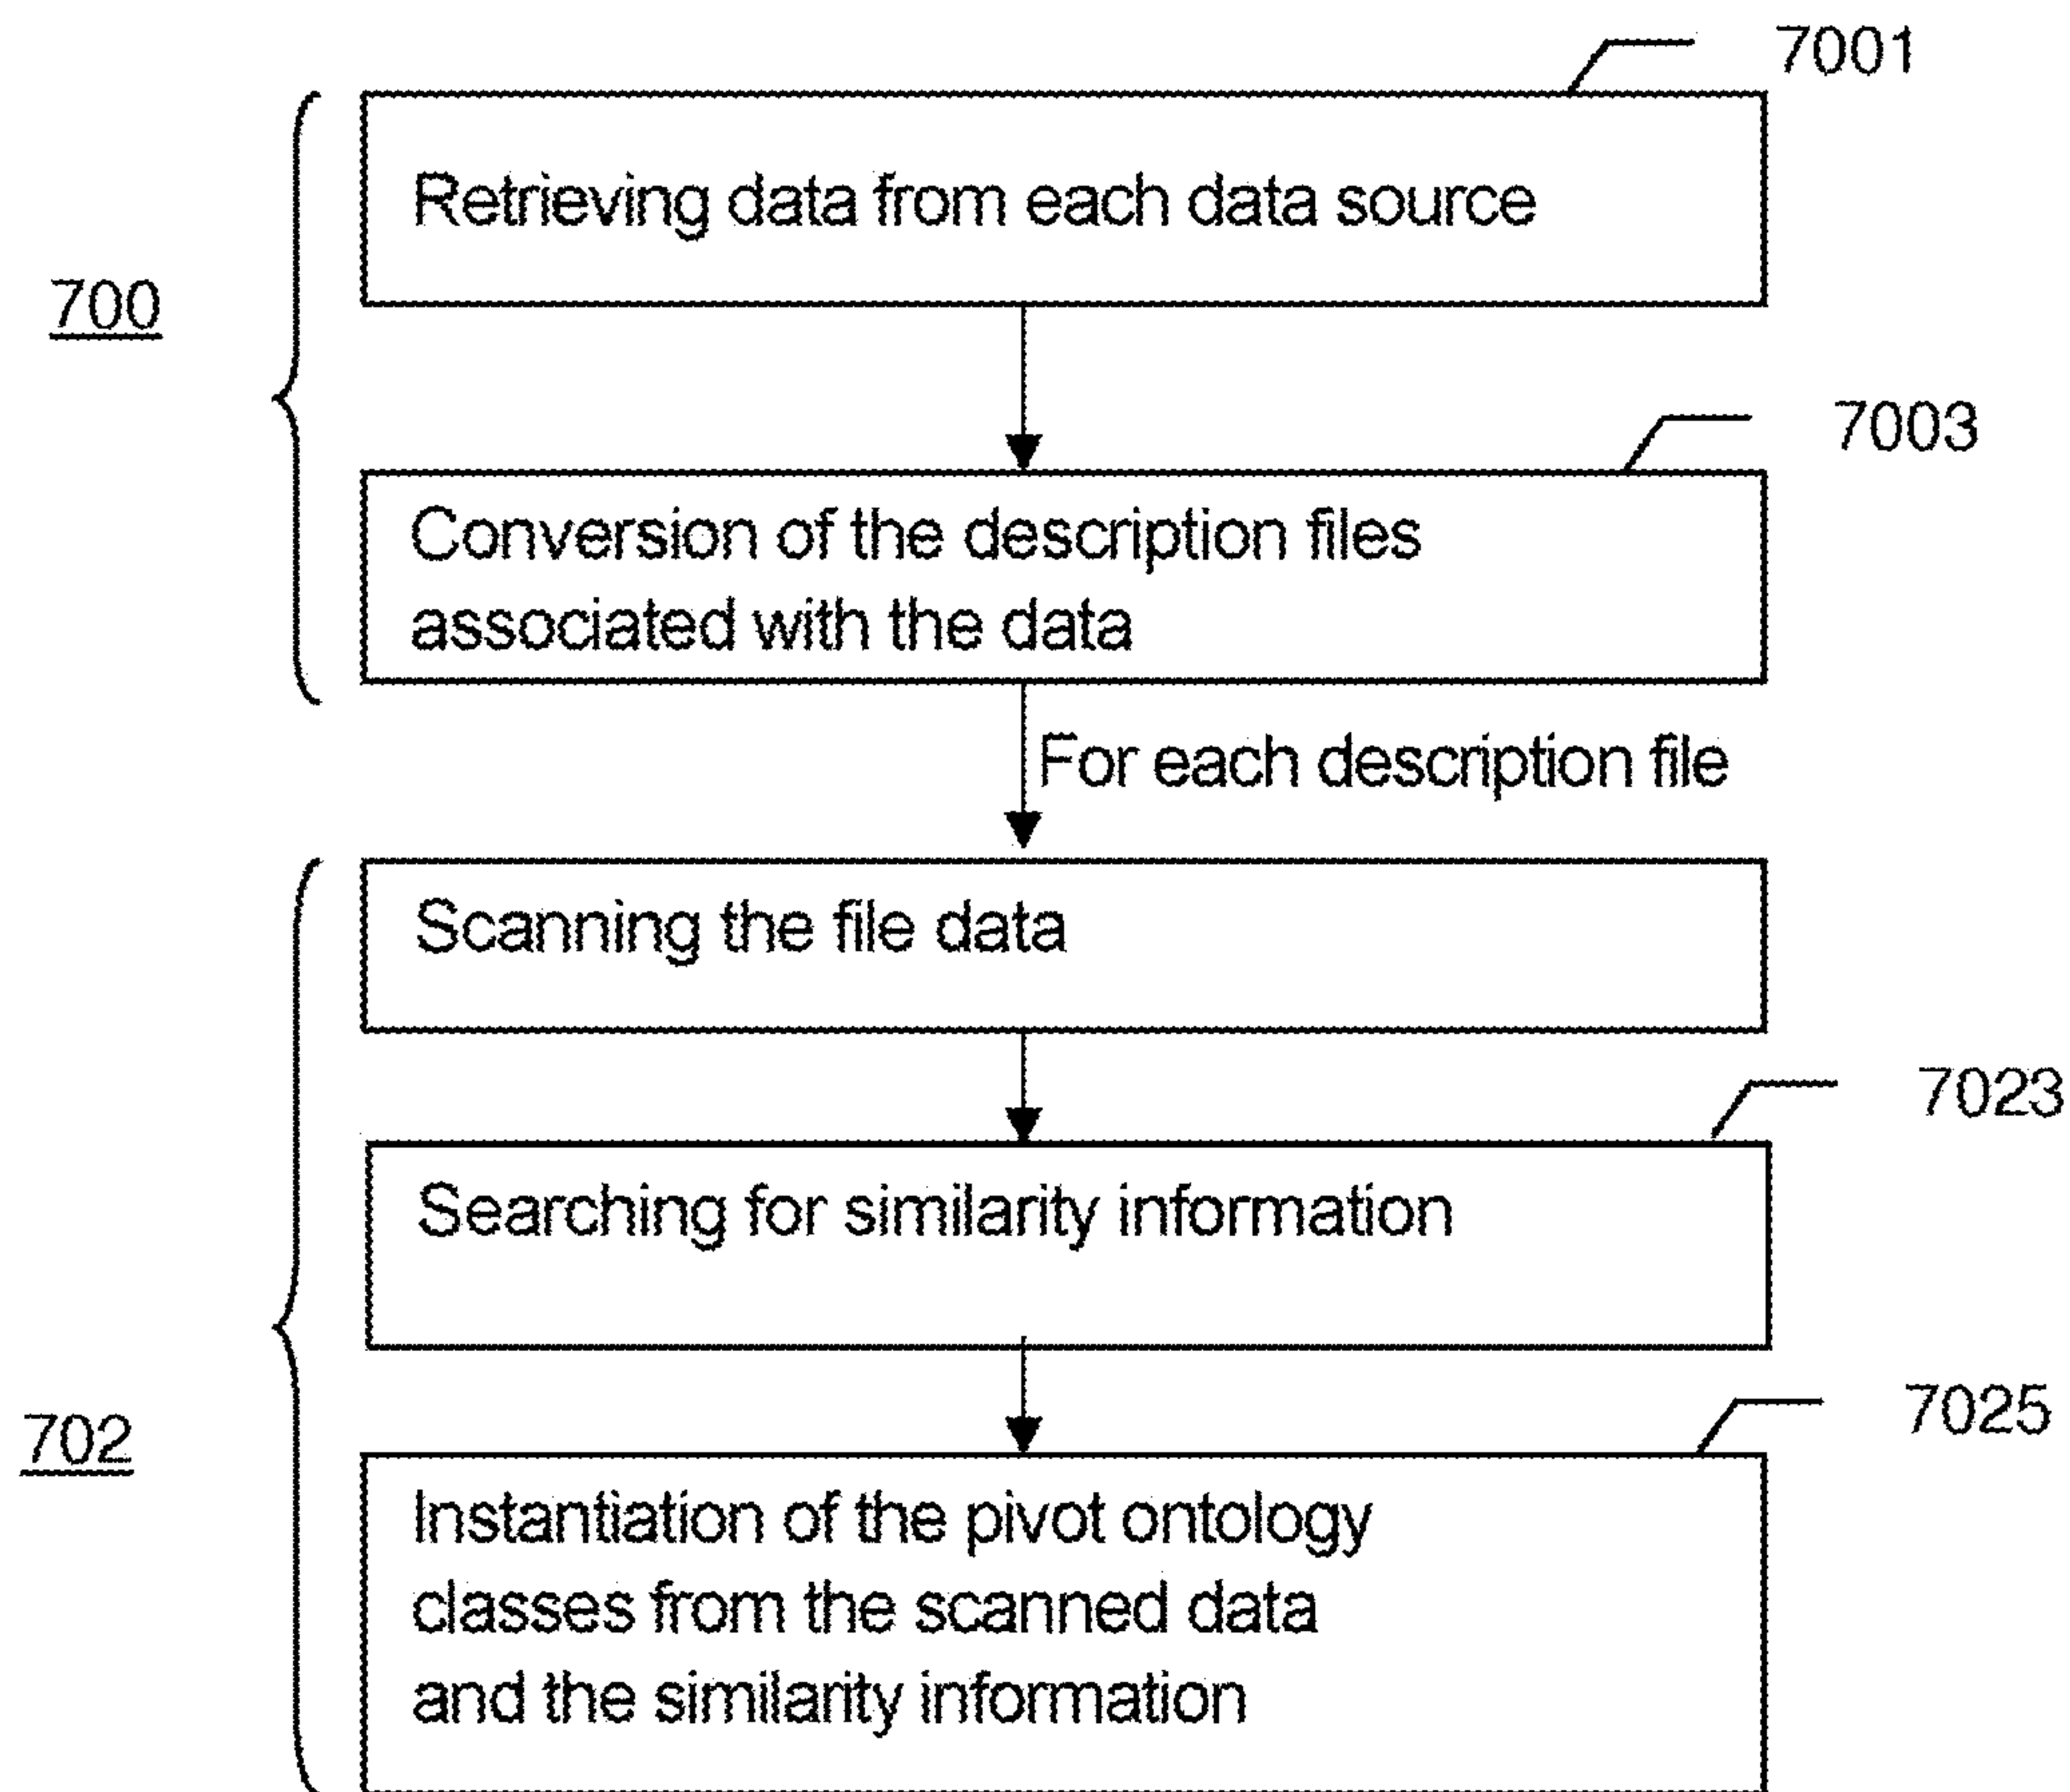 7001
Retrieving data from each data source
700
7003
Conversion of the description files
associated with the data
For each description file
Scanning the file data
7023
Searching for similarity information
7025
702
Instantiation of the pivot ontology
classes from the scanned data
and the similarity information